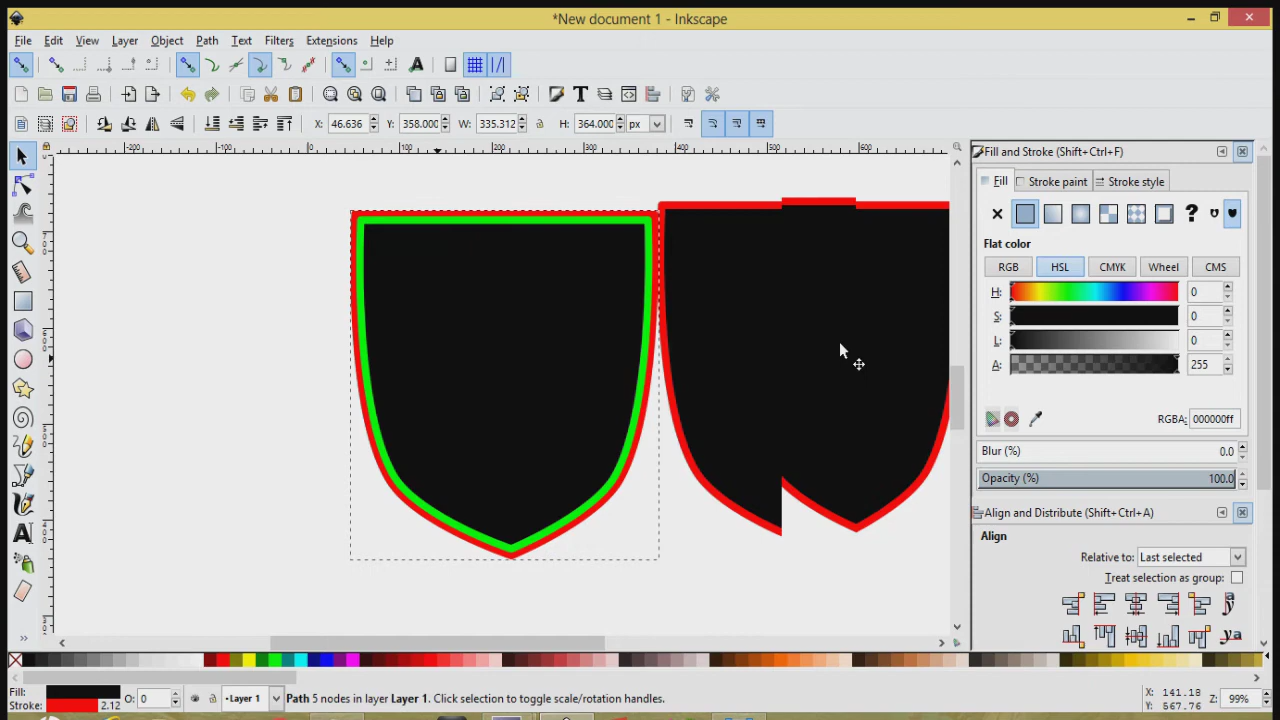 *New document 1 - Inkscape
File Edit View Layer Object Path Text Filters Extensions Help
X: 46.636 Y: 358.000 W: 335.312 H: 364.000 px
Fill and Stroke (Shift+Ctrl+F)
Fill Stroke paint Stroke style
Flat color
RGB HSL CMYK Wheel CMS
H: 0
S: 0
L: 0
A: 255
RGBA: 000000ff
Blur (%) 0.0
Opacity (%) 100.0
Align and Distribute (Shift+Ctrl+A)
Align
Relative to: Last selected
Treat selection as group:
Fill:
Stroke: 2.12
O: 0
Layer 1
Path 5 nodes in layer Layer 1. Click selection to toggle scale/rotation handles.
X: 141.18
Y: 567.76
Z: 99%